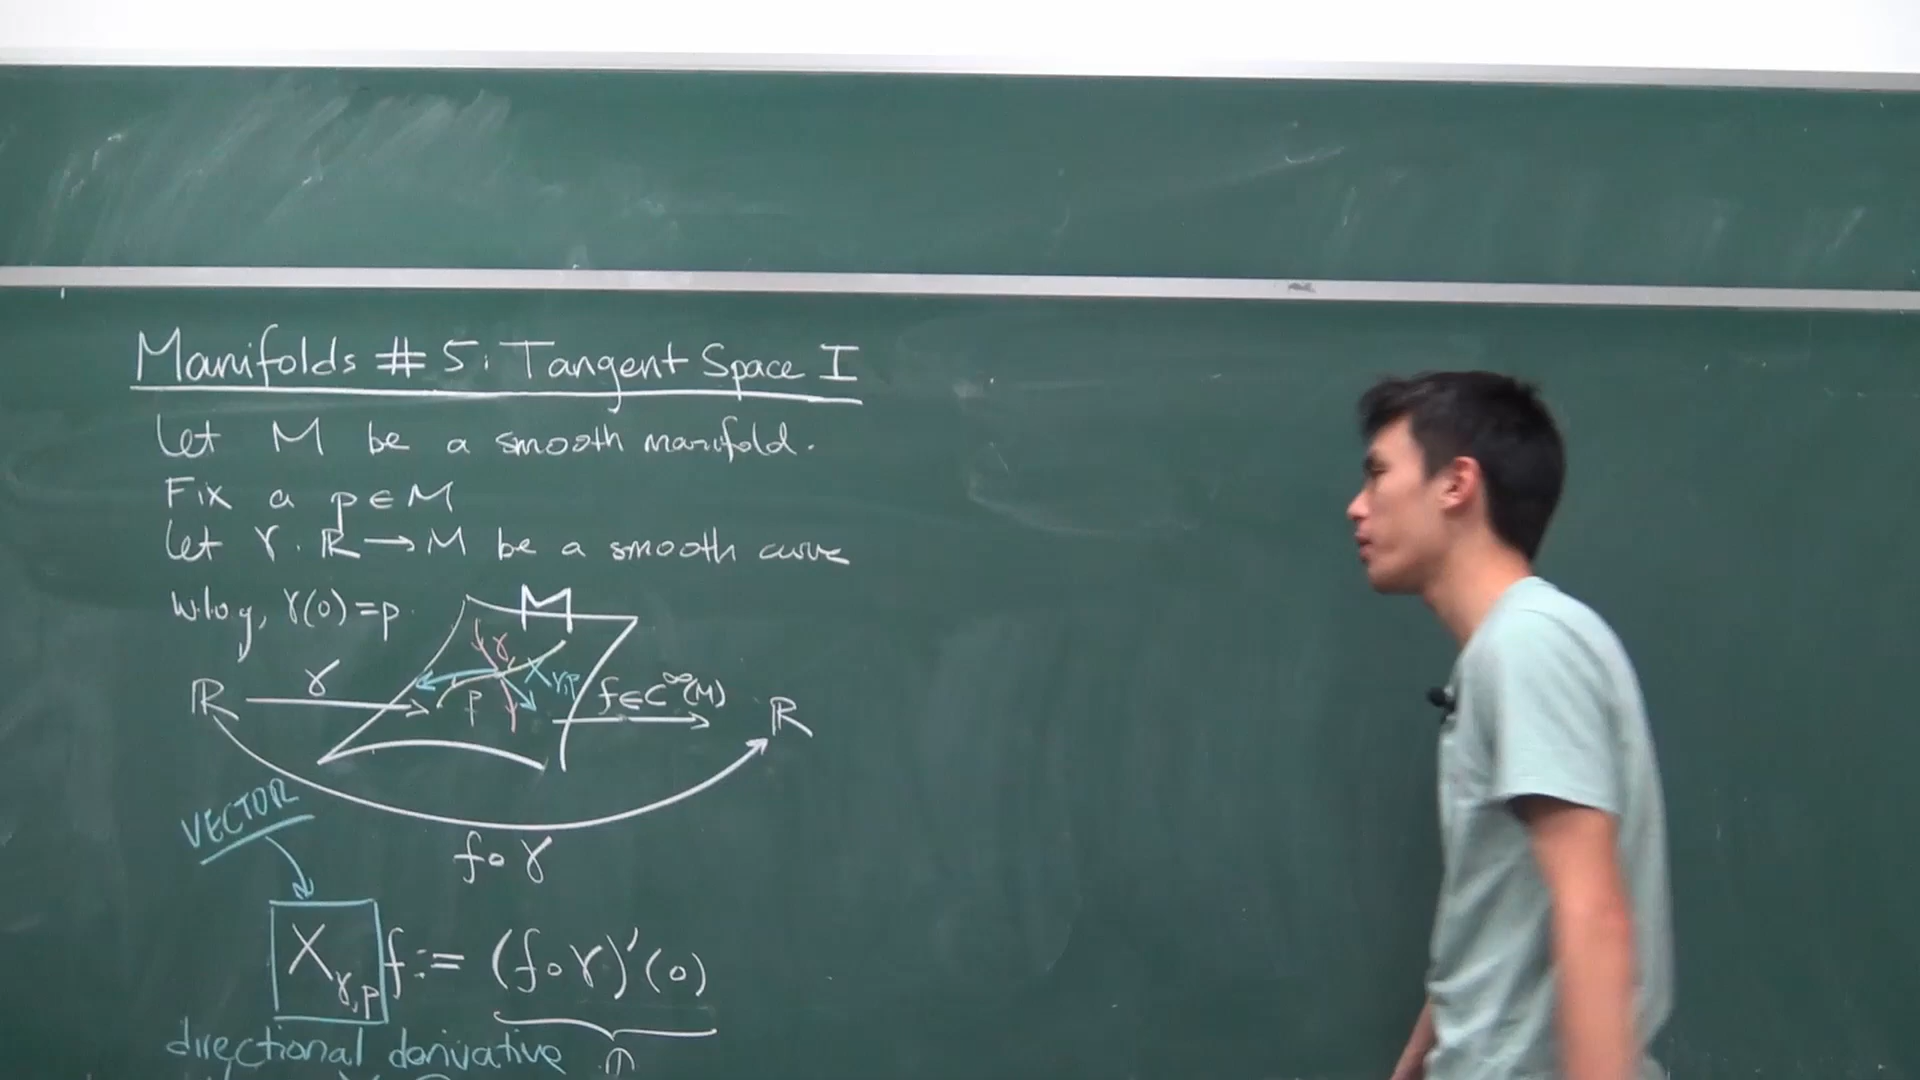 Manifolds #5: Tangent Space I
Let M be a smooth manifold.
Fix a p ∈ M
Let γ: ℝ → M be a smooth curve
wlog, γ(0) = p.
M
γ
X_{γ,p}
p
ℝ
γ
f ∈ C^∞(M)
ℝ
f∘γ
VECTOR
X_{γ,p} f := (f∘γ)'(0)
directional derivative